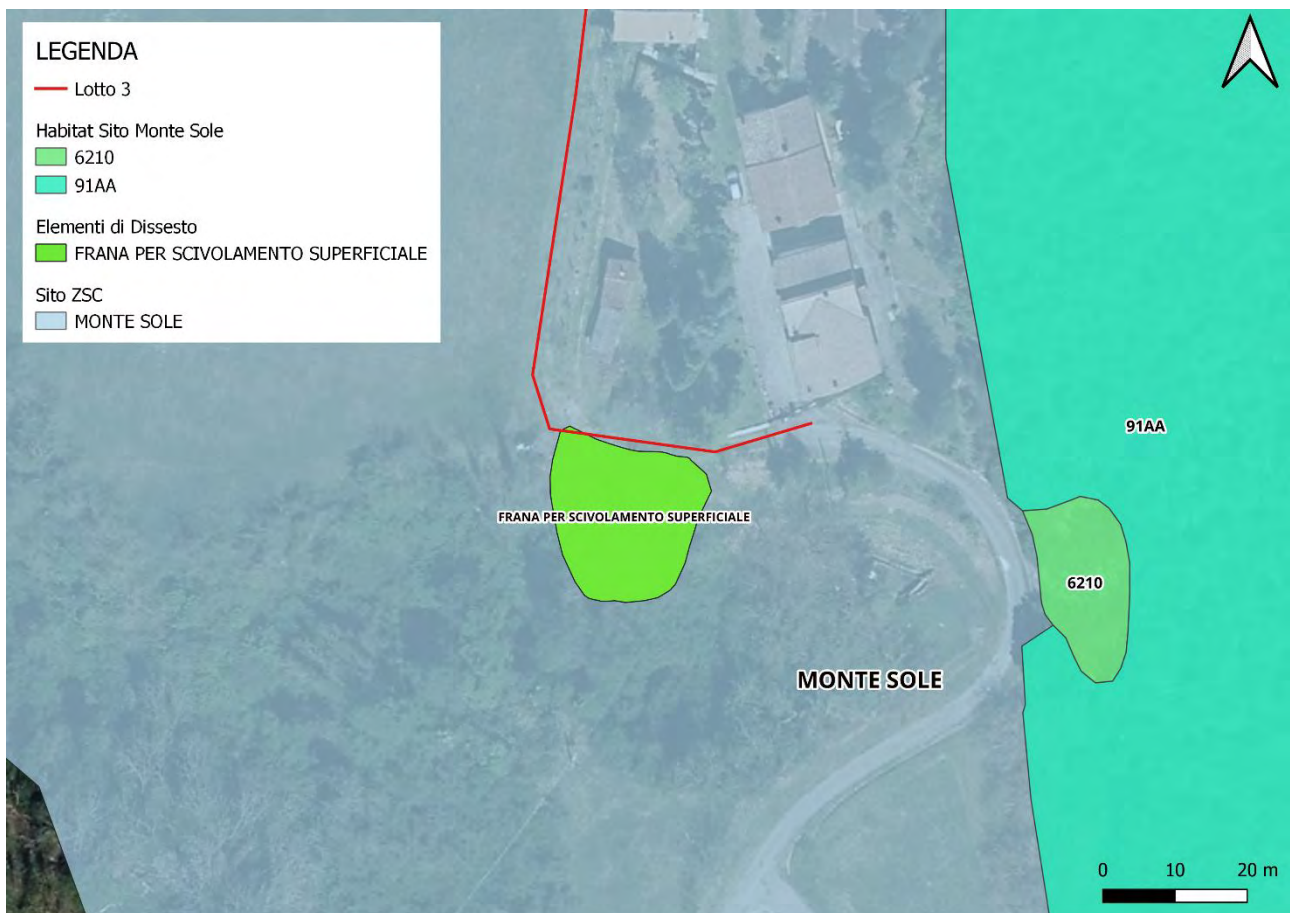 LEGENDA
Lotto 3
Habitat Sito Monte Sole
6210
91AA
Elementi di Dissesto
FRANA PER SCIVOLAMENTO SUPERFICIALE
Sito ZSC
MONTE SOLE
91AA
FRANA PER SCIVOLAMENTO SUPERFICIALE
6210
MONTE SOLE
0 10 20 m